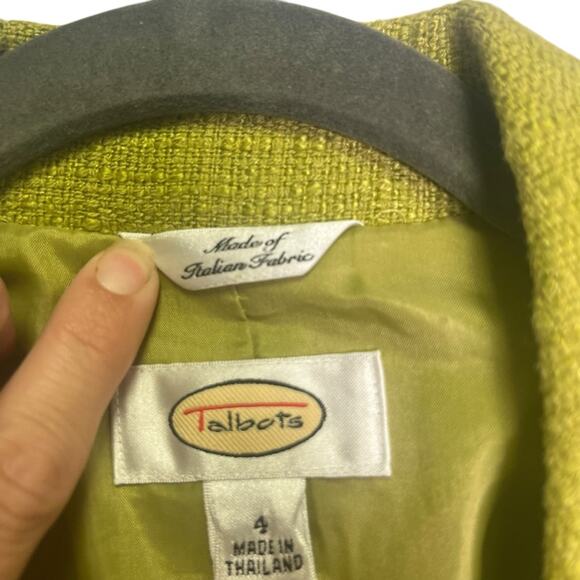 Made of
Italian Fabric
Talbots
4
MADE IN
THAILAND